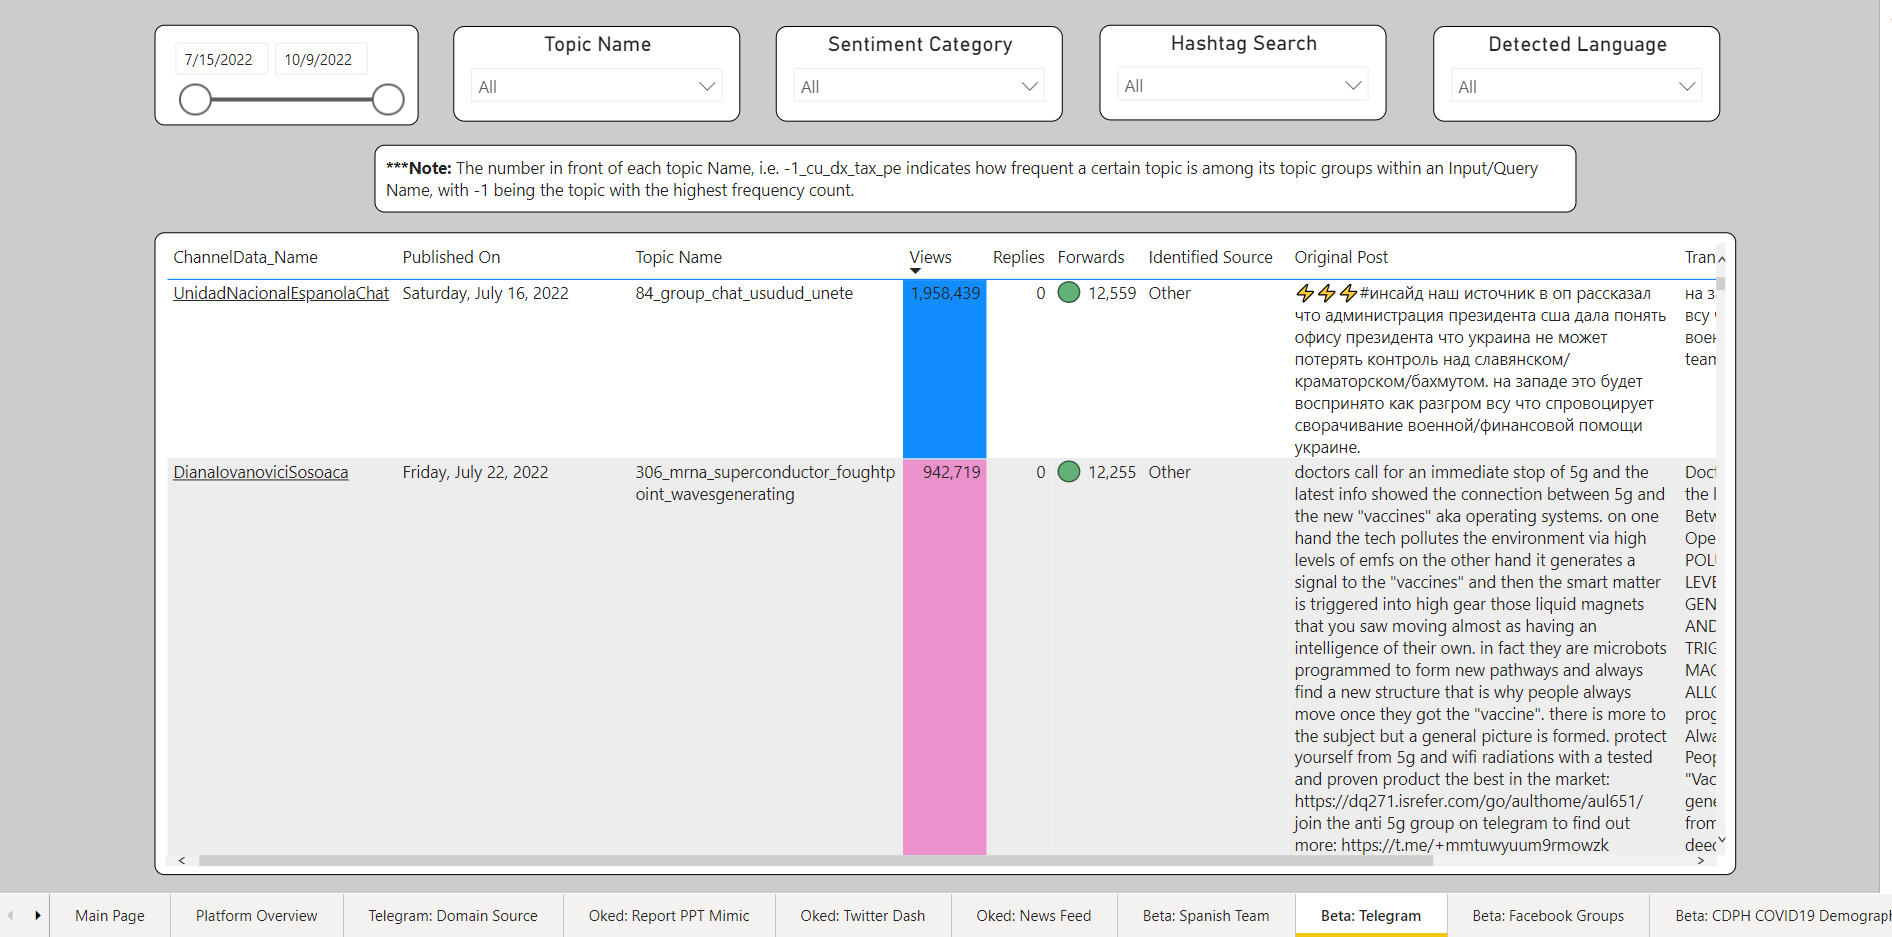 7/15/2022 10/9/2022
Topic Name
All
Sentiment Category
All
Hashtag Search
All
Detected Language
All
***Note: The number in front of each topic Name, i.e. -1_cu_dx_tax_pe indicates how frequent a certain topic is among its topic groups within an Input/Query
Name, with -1 being the topic with the highest frequency count.
ChannelData_Name Published On Topic Name Views Replies Forwards Identified Source Original Post Tran
UnidadNacionalEspanolaChat Saturday, July 16, 2022 84_group_chat_usudud_unete 1,958,439 0 12,559 Other
⚡⚡⚡#инсайд наш источник в оп рассказал
что администрация президента сша дала понять
офису президента что украина не может
потерять контроль над славянском/
краматорском/бахмутом. на западе это будет
воспринято как разгром всу что спровоцирует
сворачивание военной/финансовой помощи
украине.
на з
всу
воен
team
DianaIovanoviciSosoaca Friday, July 22, 2022 306_mrna_superconductor_foughtp
oint_wavesgenerating
942,719 0 12,255 Other
doctors call for an immediate stop of 5g and the
latest info showed the connection between 5g and
the new "vaccines" aka operating systems. on one
hand the tech pollutes the environment via high
levels of emfs on the other hand it generates a
signal to the "vaccines" and then the smart matter
is triggered into high gear those liquid magnets
that you saw moving almost as having an
intelligence of their own. in fact they are microbots
programmed to form new pathways and always
find a new structure that is why people always
move once they got the "vaccine". there is more to
the subject but a general picture is formed. protect
yourself from 5g and wifi radiations with a tested
and proven product the best in the market:
https://dq271.isrefer.com/go/aulthome/aul651/
join the anti 5g group on telegram to find out
more: https://t.me/+mmtuwyuum9rmowzk
Doct
the l
Betw
Ope
POLL
LEVE
GEN
AND
TRIG
MAG
ALLO
prog
Alwa
Peop
"Vac
gene
from
deec
Main Page Platform Overview Telegram: Domain Source Oked: Report PPT Mimic Oked: Twitter Dash Oked: News Feed Beta: Spanish Team Beta: Telegram Beta: Facebook Groups Beta: CDPH COVID19 Demograph